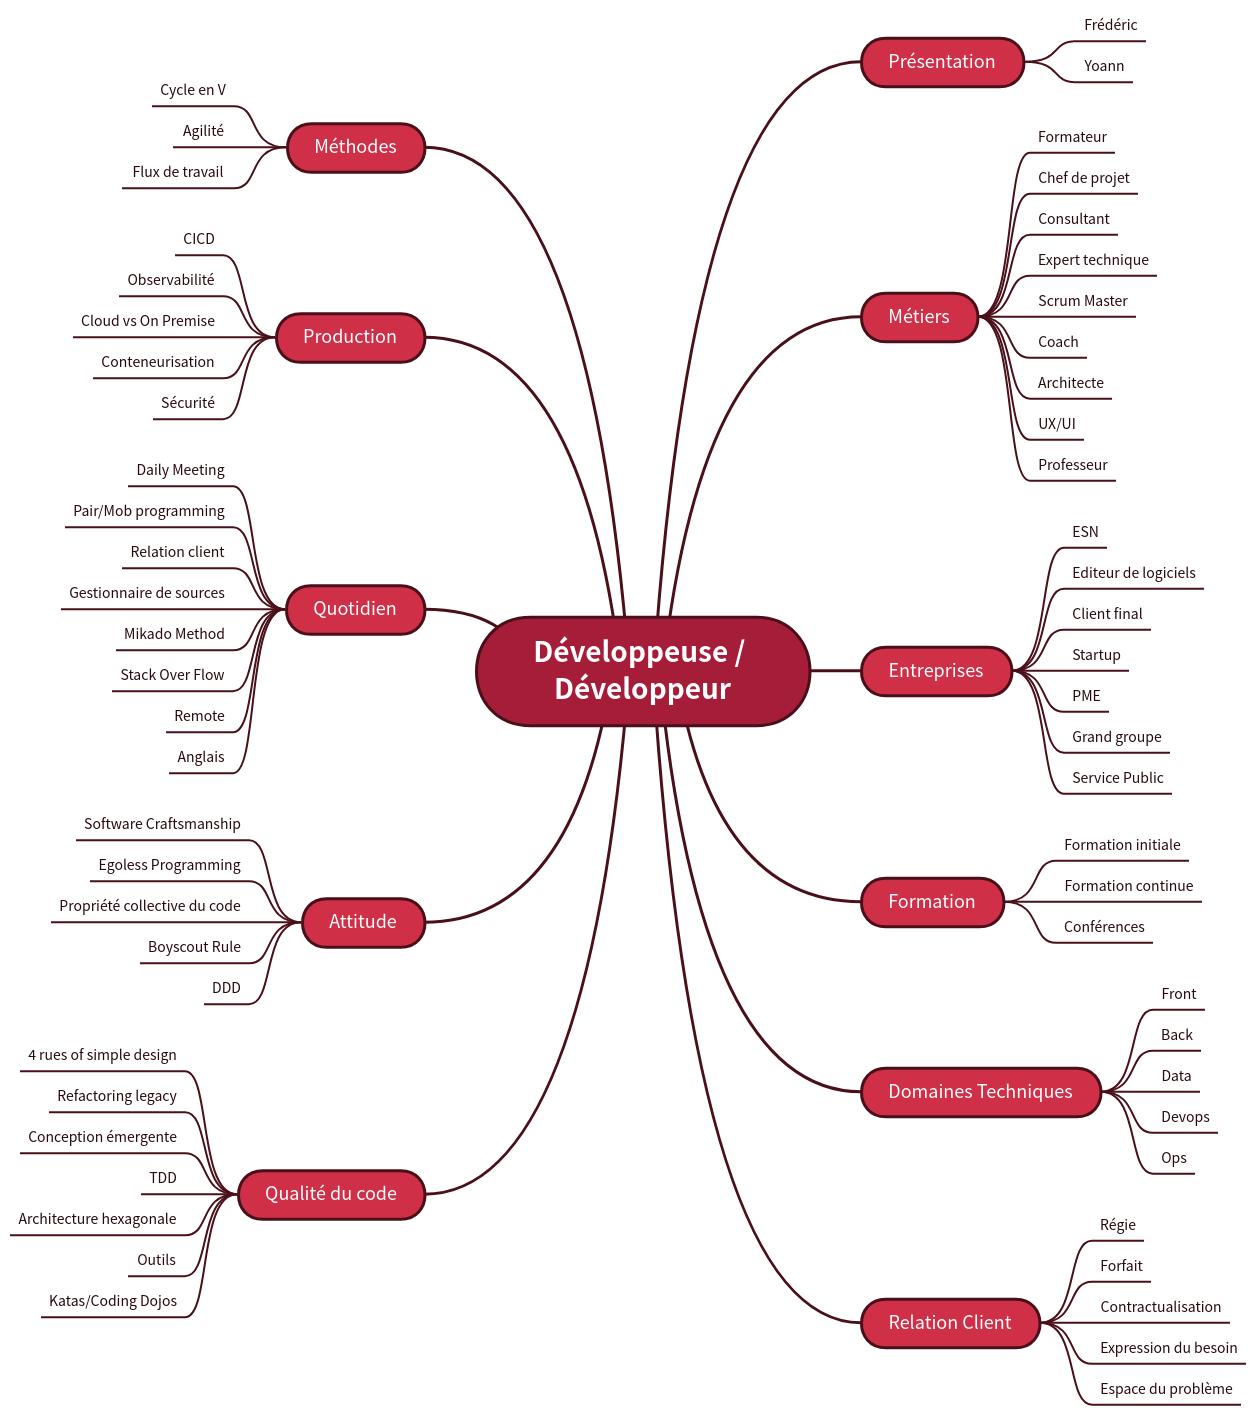 Développeuse /
Développeur
Présentation
Frédéric
Yoann
Métiers
Formateur
Chef de projet
Consultant
Expert technique
Scrum Master
Coach
Architecte
UX/UI
Professeur
Entreprises
ESN
Editeur de logiciels
Client final
Startup
PME
Grand groupe
Service Public
Formation
Formation initiale
Formation continue
Conférences
Domaines Techniques
Front
Back
Data
Devops
Ops
Relation Client
Régie
Forfait
Contractualisation
Expression du besoin
Espace du problème
Méthodes
Cycle en V
Agilité
Flux de travail
Production
CICD
Observabilité
Cloud vs On Premise
Conteneurisation
Sécurité
Quotidien
Daily Meeting
Pair/Mob programming
Relation client
Gestionnaire de sources
Mikado Method
Stack Over Flow
Remote
Anglais
Attitude
Software Craftsmanship
Egoless Programming
Propriété collective du code
Boyscout Rule
DDD
Qualité du code
4 rues of simple design
Refactoring legacy
Conception émergente
TDD
Architecture hexagonale
Outils
Katas/Coding Dojos